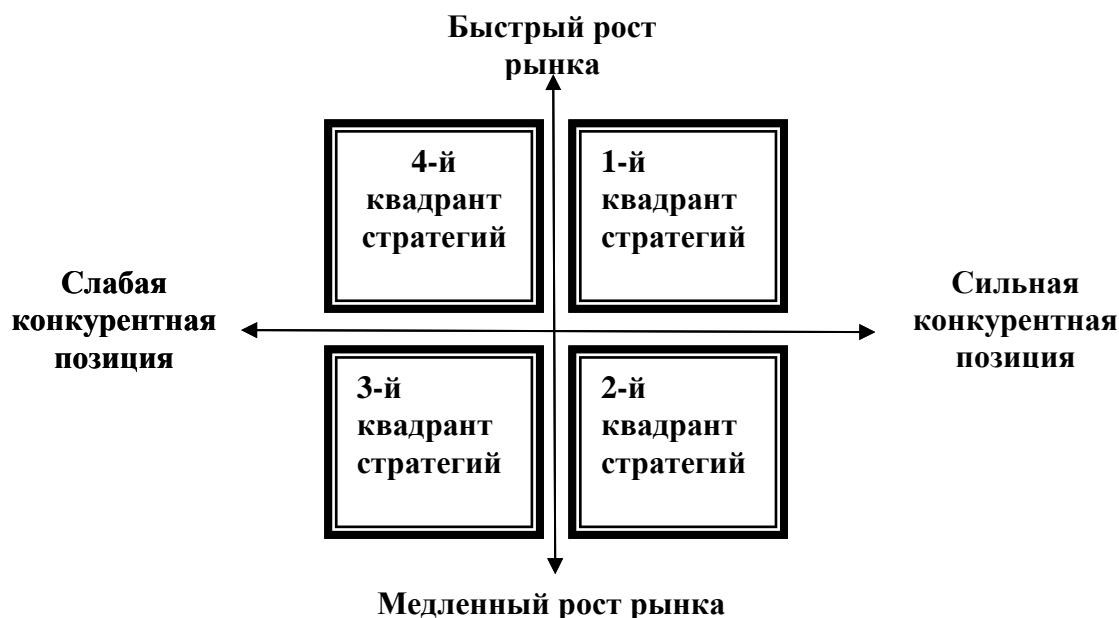 Быстрый рост
рынка
4-й
квадрант
стратегий
1-й
квадрант
стратегий
Слабая
конкурентная
позиция
Сильная
конкурентная
позиция
3-й
квадрант
стратегий
2-й
квадрант
стратегий
Медленный рост рынка